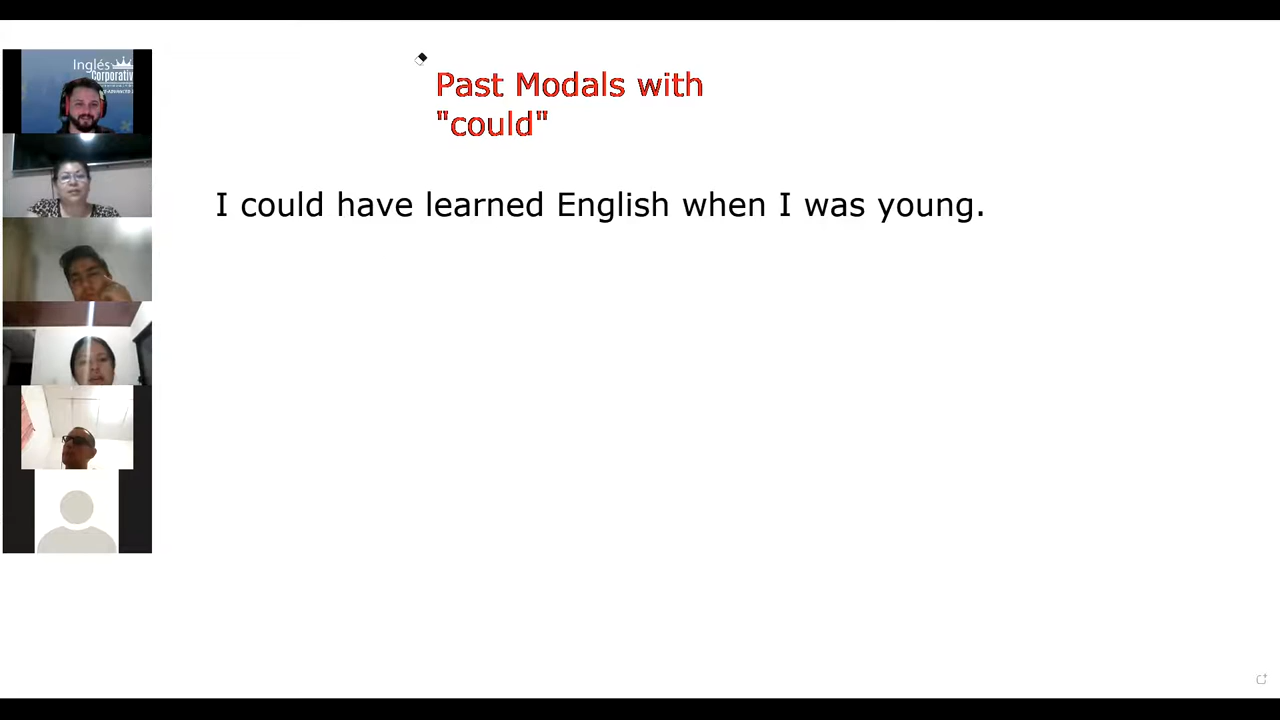 Inglés
Corporativ
Past Modals with
"could"
I could have learned English when I was young.